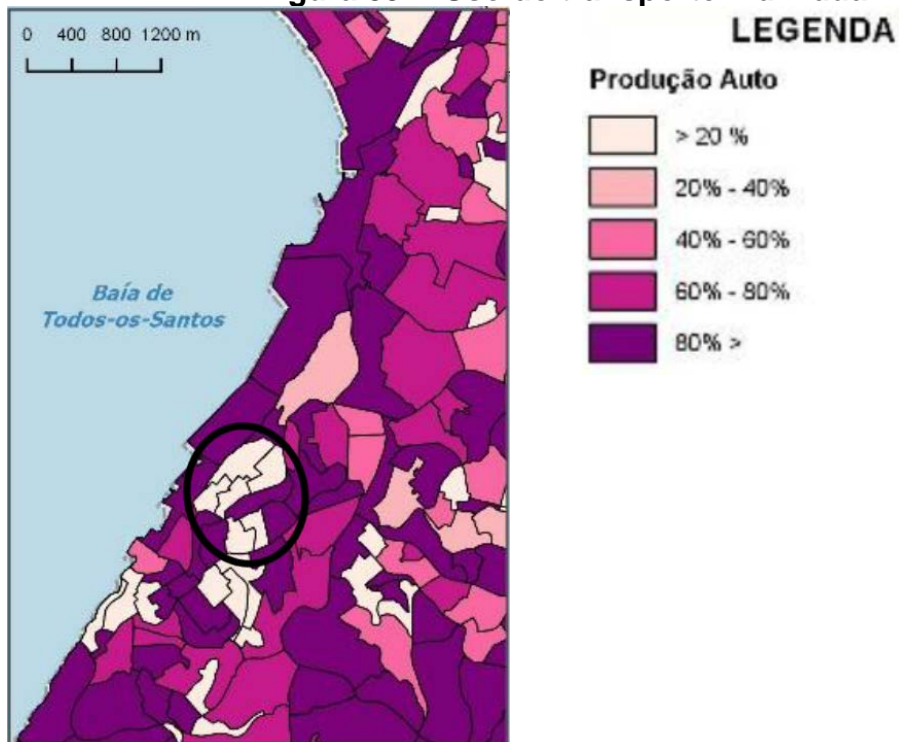 0 400 800 1200 m
LEGENDA
Produção Auto
> 20 %
20% - 40%
40% - 60%
Baía de
Todos-os-Santos
60% - 80%
80% >